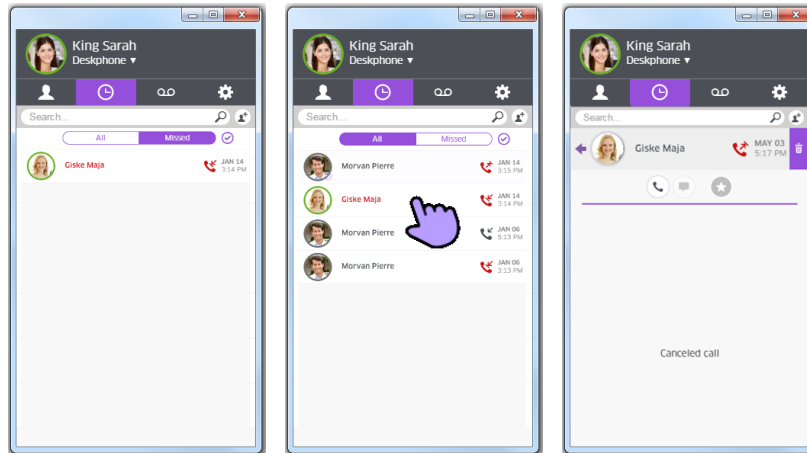 King Sarah
Deskphone ▾
Search...
All Missed
Giske Maja
JAN 14
3:14 PM
King Sarah
Deskphone ▾
Search...
All Missed
Morvan Pierre
JAN 14
3:15 PM
Giske Maja
JAN 14
3:14 PM
Morvan Pierre
JAN 06
5:13 PM
Morvan Pierre
JAN 06
3:13 PM
King Sarah
Deskphone ▾
Search...
Giske Maja
MAY 03
5:17 PM
Canceled call